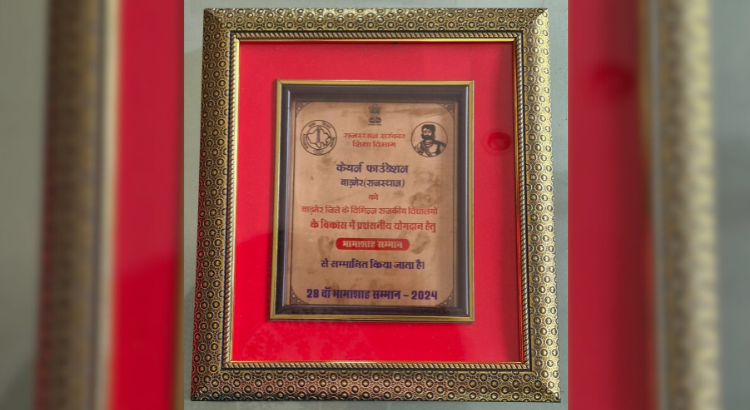 राजस्थान सरकार
शिक्षा विभाग
केयर्न फाउंडेशन
बाड़मेर(राजस्थान)
को
बाड़मेर जिले के विभिन्न राजकीय विद्यालयों
के विकास में प्रशंसनीय योगदान हेतु
भामाशाह सम्मान
से सम्मानित किया जाता है।
28 वॉं भामाशाह सम्मान - 2024